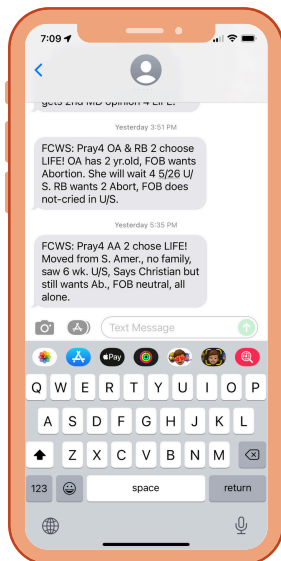 7:09
gets 2nd MD opinion 4 LIFE.
Yesterday 3:51 PM
FCWS: Pray4 OA & RB 2 choose
LIFE! OA has 2 yr.old, FOB wants
Abortion. She will wait 4 5/26 U/
S. RB wants 2 Abort, FOB does
not-cried in U/S.
Yesterday 5:35 PM
FCWS: Pray4 AA 2 chose LIFE!
Moved from S. Amer., no family,
saw 6 wk. U/S, Says Christian but
still wants Ab., FOB neutral, all
alone.
Text Message
Pay
Q W E R T Y U I O P
A S D F G H J K L
Z X C V B N M
123 space return